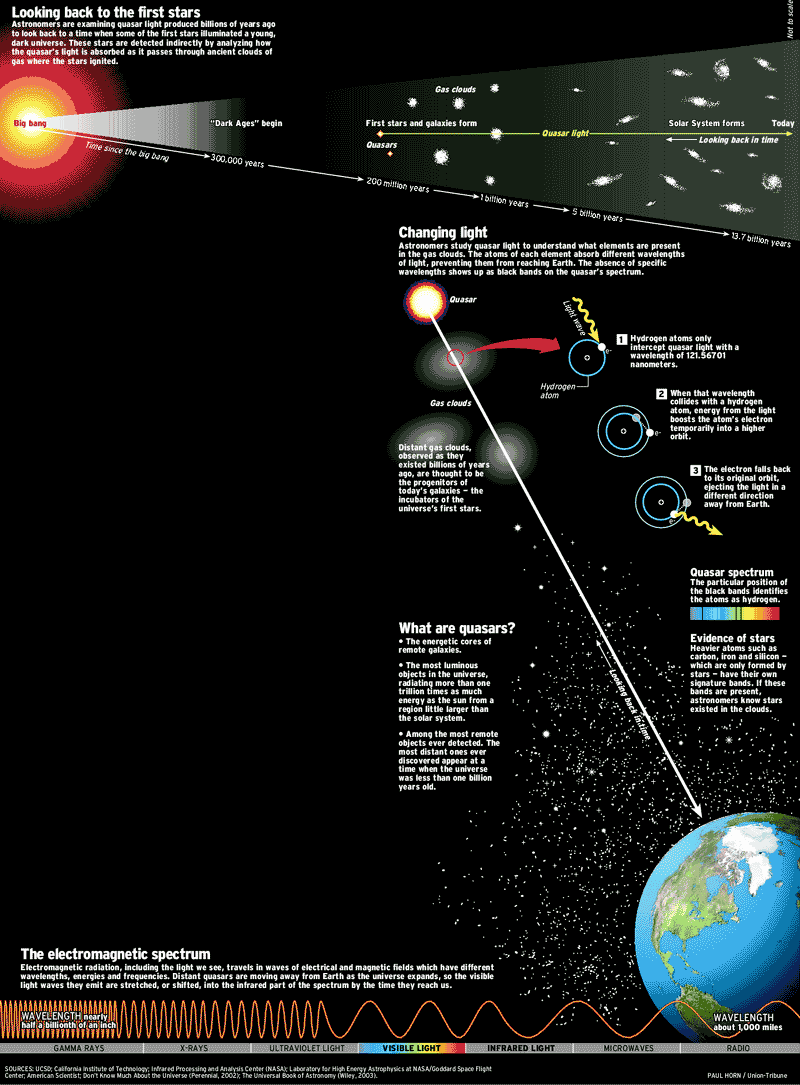 Looking back to the first stars
Astronomers are examining quasar light produced billions of years ago
to look back to a time when some of the first stars illuminated a young,
dark universe. These stars are detected indirectly by analyzing how
the quasar's light is absorbed as it passes through ancient clouds of
gas where the stars ignited.
Not to scale
Big bang
"Dark Ages" begin
Gas clouds
First stars and galaxies form
Quasars
Quasar light
Solar System forms
Today
Looking back in time
Time since the big bang
300,000 years
200 million years
1 billion years
5 billion years
13.7 billion years
Changing light
Astronomers study quasar light to understand what elements are present
in the gas clouds. The atoms of each element absorb different wavelengths
of light, preventing them from reaching Earth. The absence of specific
wavelengths shows up as black bands on the quasar's spectrum.
Quasar
Light wave
e-
Hydrogen
atom
1 Hydrogen atoms only
intercept quasar light with a
wavelength of 121.56701
nanometers.
Gas clouds
2 When that wavelength
collides with a hydrogen
atom, energy from the light
boosts the atom's electron
temporarily into a higher
orbit.
e-
Distant gas clouds,
observed as they
existed billions of years
ago, are thought to be
the progenitors of
today's galaxies – the
incubators of the
universe's first stars.
3 The electron falls back
to its original orbit,
ejecting the light in a
different direction
away from Earth.
e-
Quasar spectrum
The particular position of
the black bands identifies
the atoms as hydrogen.
Evidence of stars
Heavier atoms such as
carbon, iron and silicon –
which are only formed by
stars – have their own
signature bands. If these
bands are present,
astronomers know stars
existed in the clouds.
What are quasars?
• The energetic cores of
remote galaxies.
• The most luminous
objects in the universe,
radiating more than one
trillion times as much
energy as the sun from a
region little larger than
the solar system.
• Among the most remote
objects ever detected. The
most distant ones ever
discovered appear at a
time when the universe
was less than one billion
years old.
Looking back in time
The electromagnetic spectrum
Electromagnetic radiation, including the light we see, travels in waves of electrical and magnetic fields which have different
wavelengths, energies and frequencies. Distant quasars are moving away from Earth as the universe expands, so the visible
light waves they emit are stretched, or shifted, into the infrared part of the spectrum by the time they reach us.
WAVELENGTH nearly
half a billionth of an inch
WAVELENGTH
about 1,000 miles
GAMMA RAYS
X-RAYS
ULTRAVIOLET LIGHT
VISIBLE LIGHT
INFRARED LIGHT
MICROWAVES
RADIO
SOURCES: UCSD; California Institute of Technology; Infrared Processing and Analysis Center (NASA); Laboratory for High Energy Astrophysics at NASA/Goddard Space Flight
Center; American Scientist; Don't Know Much About the Universe (Perennial, 2002); The Universal Book of Astronomy (Wiley, 2003).
PAUL HORN / Union-Tribune